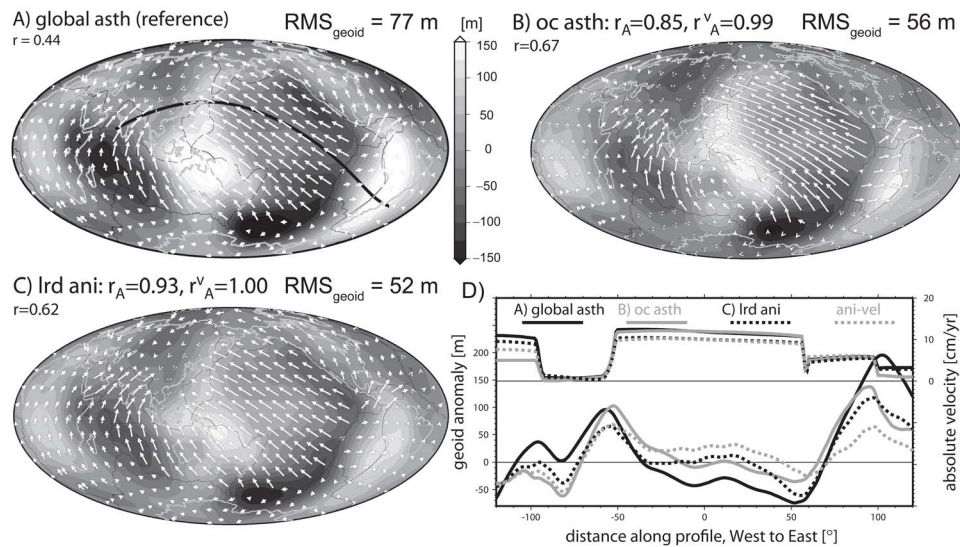 A) global asth (reference) RMS_geoid = 77 m
r = 0.44
[m]
150
100
50
0
−50
−100
−150
B) oc asth: r_A=0.85, r^v_A=0.99 RMS_geoid = 56 m
r=0.67
C) lrd ani: r_A=0.93, r^v_A=1.00 RMS_geoid = 52 m
r=0.62
D)
A) global asth B) oc asth C) lrd ani ani-vel
geoid anomaly [m]
200
150
100
50
0
-50
20
10
0
absolute velocity [cm/yr]
-100 -50 0 50 100
distance along profile, West to East [°]